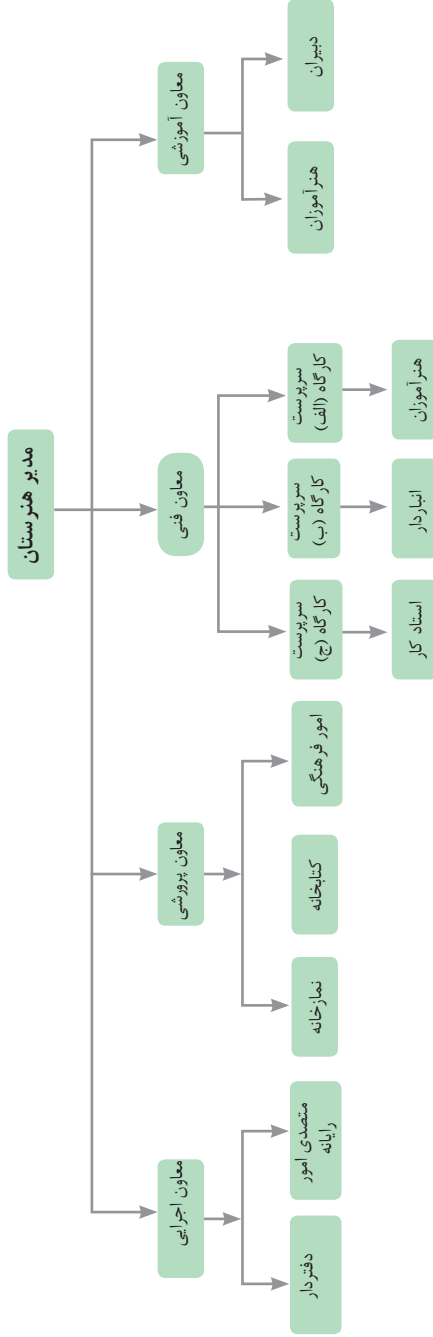 مدیر هنرستان
معاون آموزشی
معاون فنی
معاون پرورشی
معاون اجرایی
دبیران
هنرآموزان
سرپرست
کارگاه (الف)
سرپرست
کارگاه (ب)
سرپرست
کارگاه (ج)
امور فرهنگی
کتابخانه
نمازخانه
متصدی امور
رایانه
دفتردار
هنرآموزان
انباردار
استاد کار